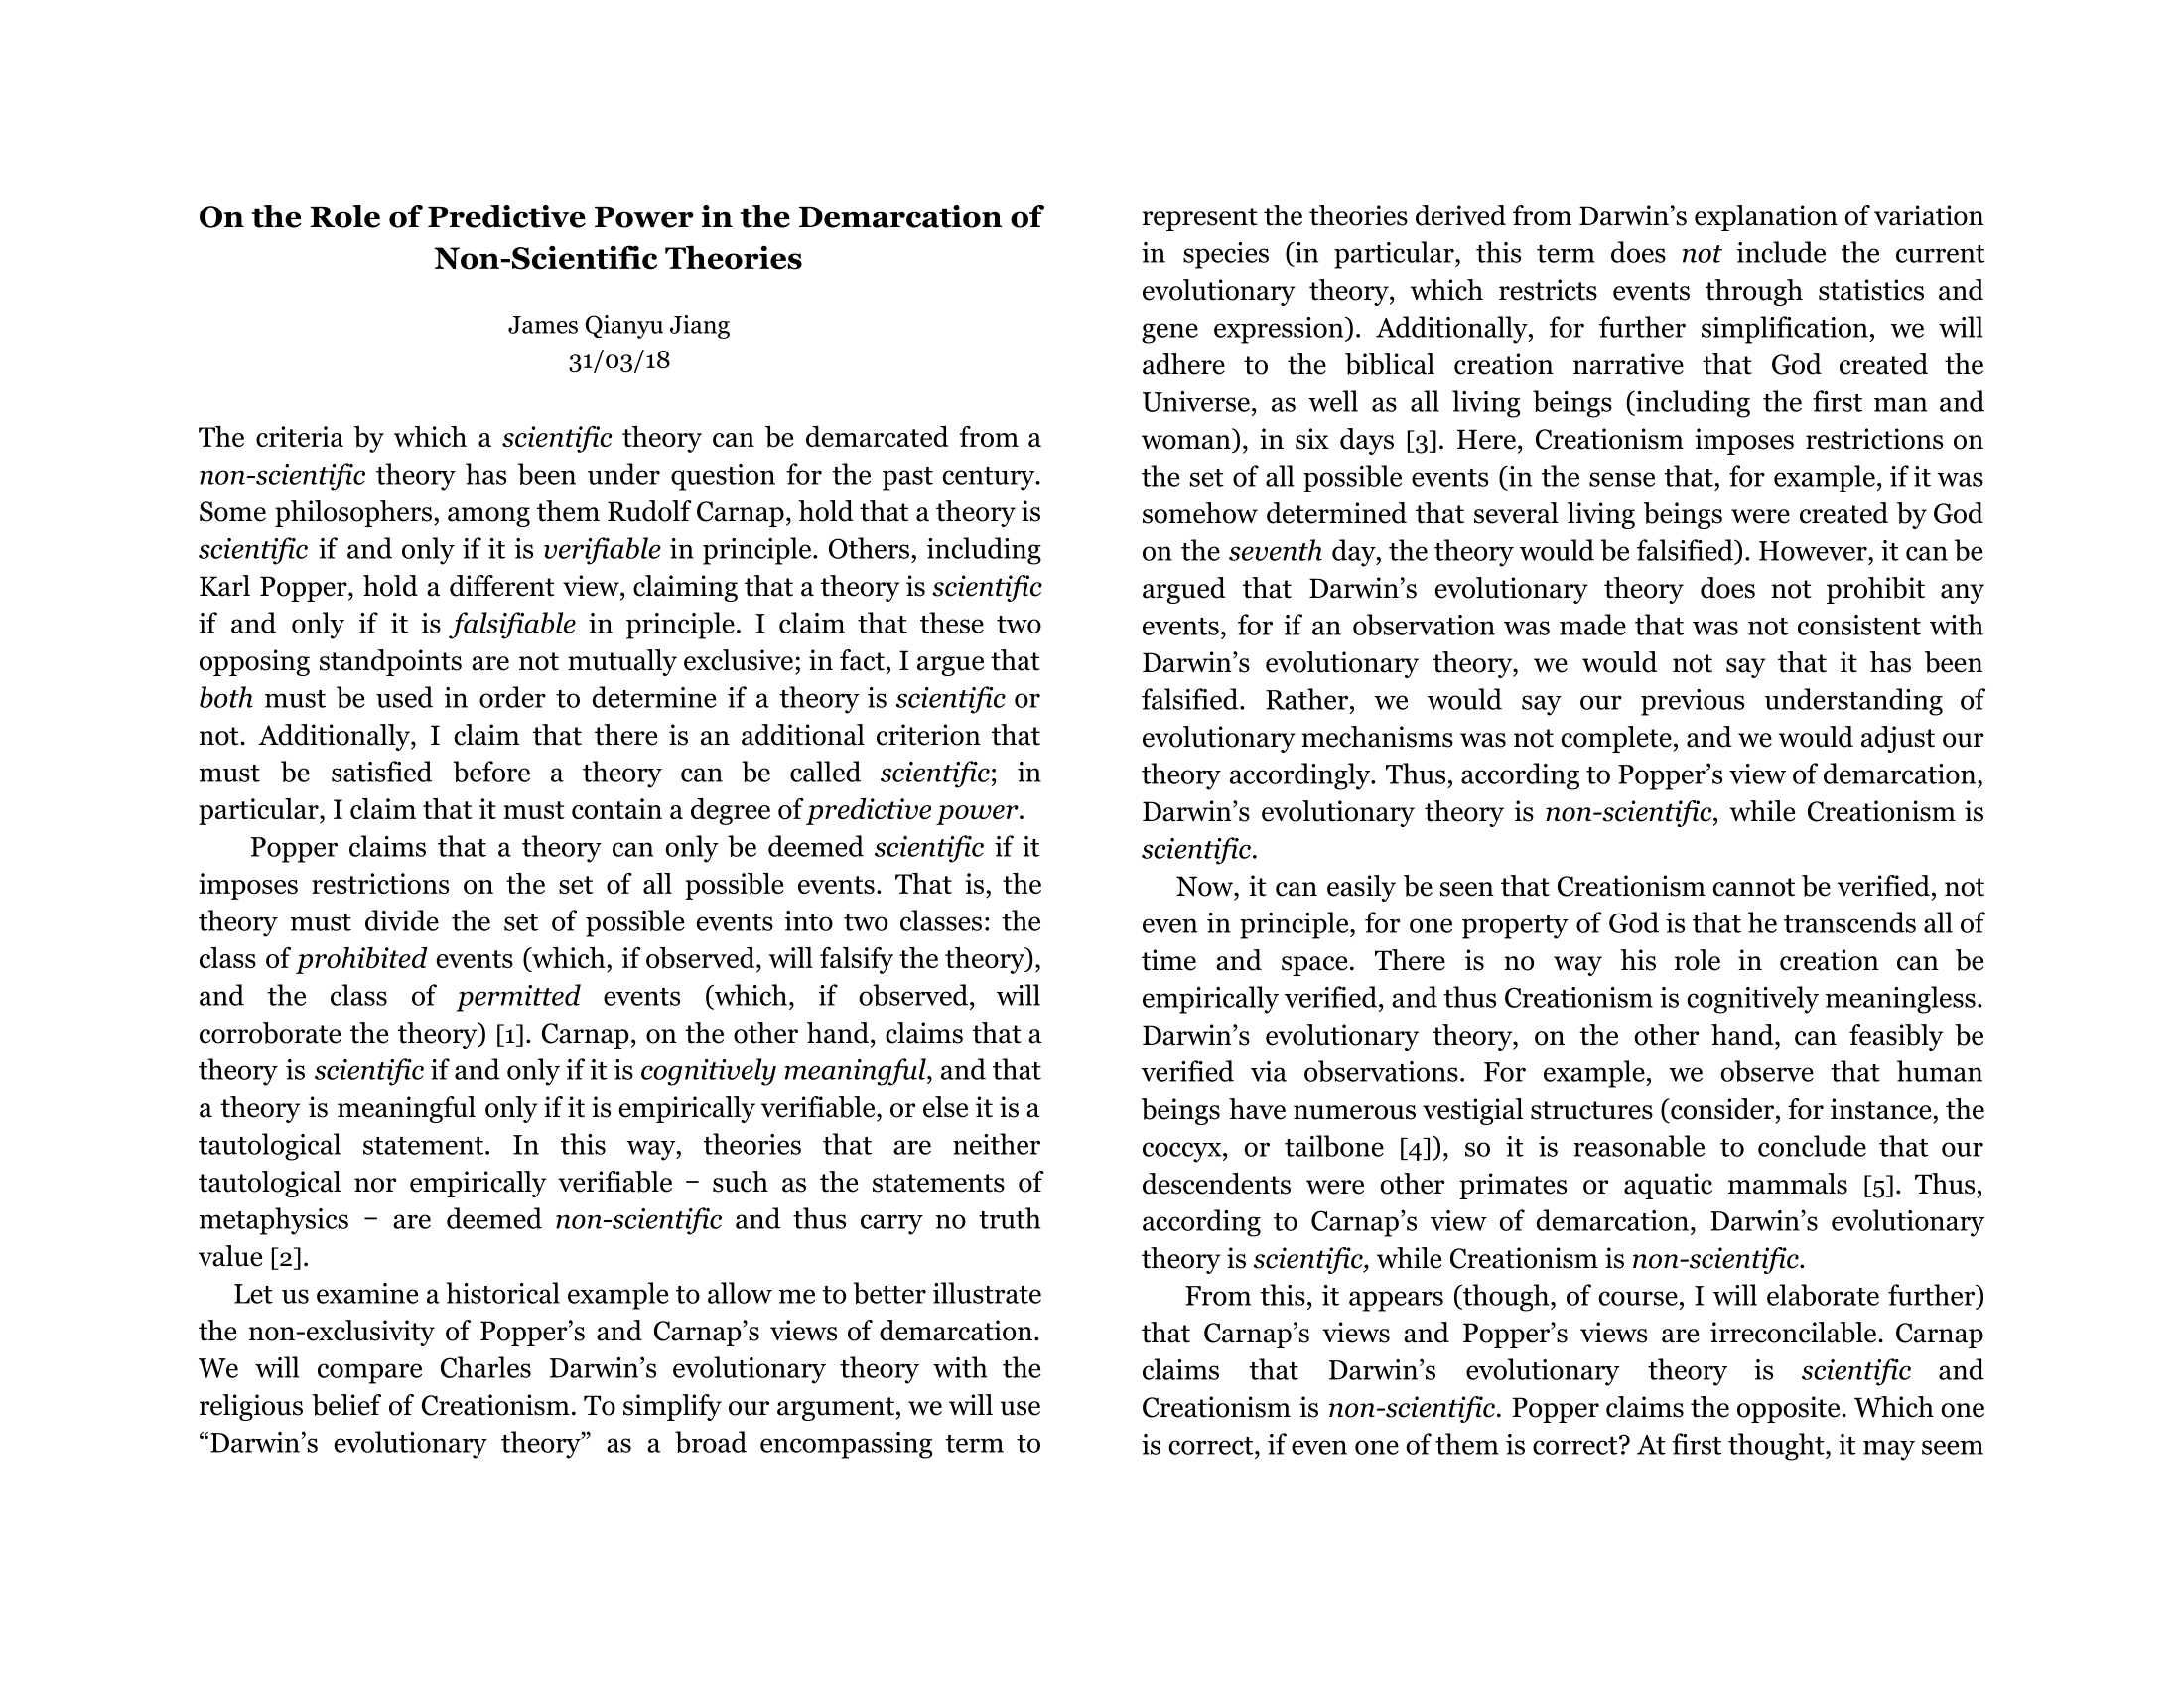 On the Role of Predictive Power in the Demarcation of
Non-Scientific Theories
James Qianyu Jiang
31/03/18
The criteria by which a scientific theory can be demarcated from a
non-scientific theory has been under question for the past century.
Some philosophers, among them Rudolf Carnap, hold that a theory is
scientific if and only if it is verifiable in principle. Others, including
Karl Popper, hold a different view, claiming that a theory is scientific
if and only if it is falsifiable in principle. I claim that these two
opposing standpoints are not mutually exclusive; in fact, I argue that
both must be used in order to determine if a theory is scientific or
not. Additionally, I claim that there is an additional criterion that
must be satisfied before a theory can be called scientific; in
particular, I claim that it must contain a degree of predictive power.
Popper claims that a theory can only be deemed scientific if it
imposes restrictions on the set of all possible events. That is, the
theory must divide the set of possible events into two classes: the
class of prohibited events (which, if observed, will falsify the theory),
and the class of permitted events (which, if observed, will
corroborate the theory) [1]. Carnap, on the other hand, claims that a
theory is scientific if and only if it is cognitively meaningful, and that
a theory is meaningful only if it is empirically verifiable, or else it is a
tautological statement. In this way, theories that are neither
tautological nor empirically verifiable – such as the statements of
metaphysics – are deemed non-scientific and thus carry no truth
value [2].
Let us examine a historical example to allow me to better illustrate
the non-exclusivity of Popper’s and Carnap’s views of demarcation.
We will compare Charles Darwin’s evolutionary theory with the
religious belief of Creationism. To simplify our argument, we will use
“Darwin’s evolutionary theory” as a broad encompassing term to
represent the theories derived from Darwin’s explanation of variation
in species (in particular, this term does not include the current
evolutionary theory, which restricts events through statistics and
gene expression). Additionally, for further simplification, we will
adhere to the biblical creation narrative that God created the
Universe, as well as all living beings (including the first man and
woman), in six days [3]. Here, Creationism imposes restrictions on
the set of all possible events (in the sense that, for example, if it was
somehow determined that several living beings were created by God
on the seventh day, the theory would be falsified). However, it can be
argued that Darwin’s evolutionary theory does not prohibit any
events, for if an observation was made that was not consistent with
Darwin’s evolutionary theory, we would not say that it has been
falsified. Rather, we would say our previous understanding of
evolutionary mechanisms was not complete, and we would adjust our
theory accordingly. Thus, according to Popper’s view of demarcation,
Darwin’s evolutionary theory is non-scientific, while Creationism is
scientific.
Now, it can easily be seen that Creationism cannot be verified, not
even in principle, for one property of God is that he transcends all of
time and space. There is no way his role in creation can be
empirically verified, and thus Creationism is cognitively meaningless.
Darwin’s evolutionary theory, on the other hand, can feasibly be
verified via observations. For example, we observe that human
beings have numerous vestigial structures (consider, for instance, the
coccyx, or tailbone [4]), so it is reasonable to conclude that our
descendents were other primates or aquatic mammals [5]. Thus,
according to Carnap’s view of demarcation, Darwin’s evolutionary
theory is scientific, while Creationism is non-scientific.
From this, it appears (though, of course, I will elaborate further)
that Carnap’s views and Popper’s views are irreconcilable. Carnap
claims that Darwin’s evolutionary theory is scientific and
Creationism is non-scientific. Popper claims the opposite. Which one
is correct, if even one of them is correct? At first thought, it may seem